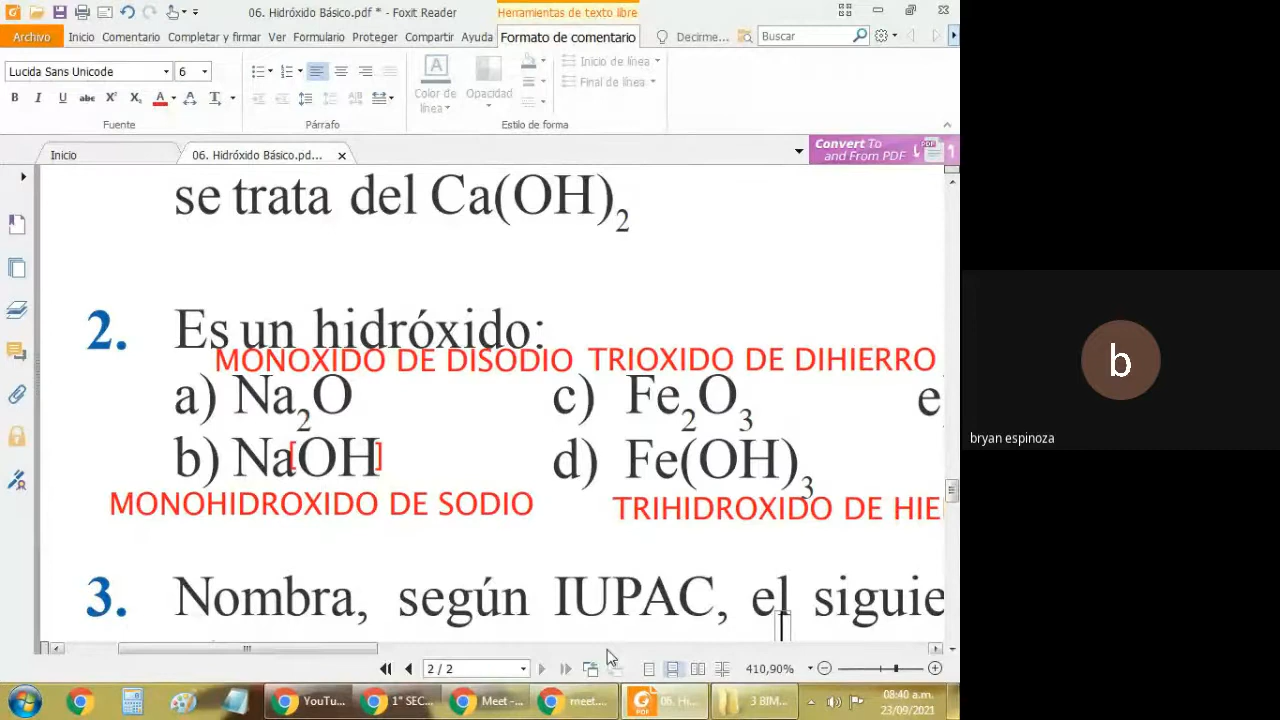 06. Hidróxido Básico.pdf * - Foxit Reader
Herramientas de texto libre
Archivo Inicio Comentario Completar y firmar Ver Formulario Proteger Compartir Ayuda Formato de comentario Decirme... Buscar
Lucida Sans Unicode 6
Inicio de línea
Final de línea
Color de línea
Opacidad
Fuente Párrafo Estilo de forma
Inicio 06. Hidróxido Básico.pd... Convert To and From PDF
se trata del Ca(OH)2
2. Es un hidróxido:
MONOXIDO DE DISODIO TRIOXIDO DE DIHIERRO
a) Na2O c) Fe2O3 e
b) Na[OH] d) Fe(OH)3
MONOHIDROXIDO DE SODIO TRIHIDROXIDO DE HIE
3. Nombra, según IUPAC, el siguie
b
bryan espinoza
2 / 2 410,90%
YouTu... 1° SEC... Meet -... meet.... 06. Hi... 3 BIM...
08:40 a.m.
23/09/2021